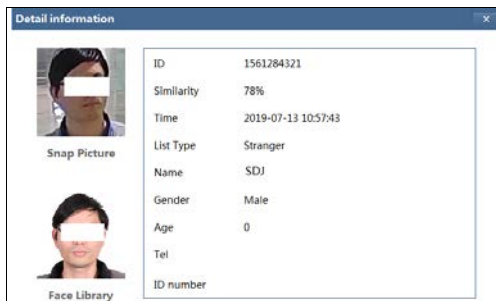 Detail information
ID 1561284321
Similarity 78%
Time 2019-07-13 10:57:43
Snap Picture
List Type Stranger
Name SDJ
Gender Male
Age 0
Tel
ID number
Face Library